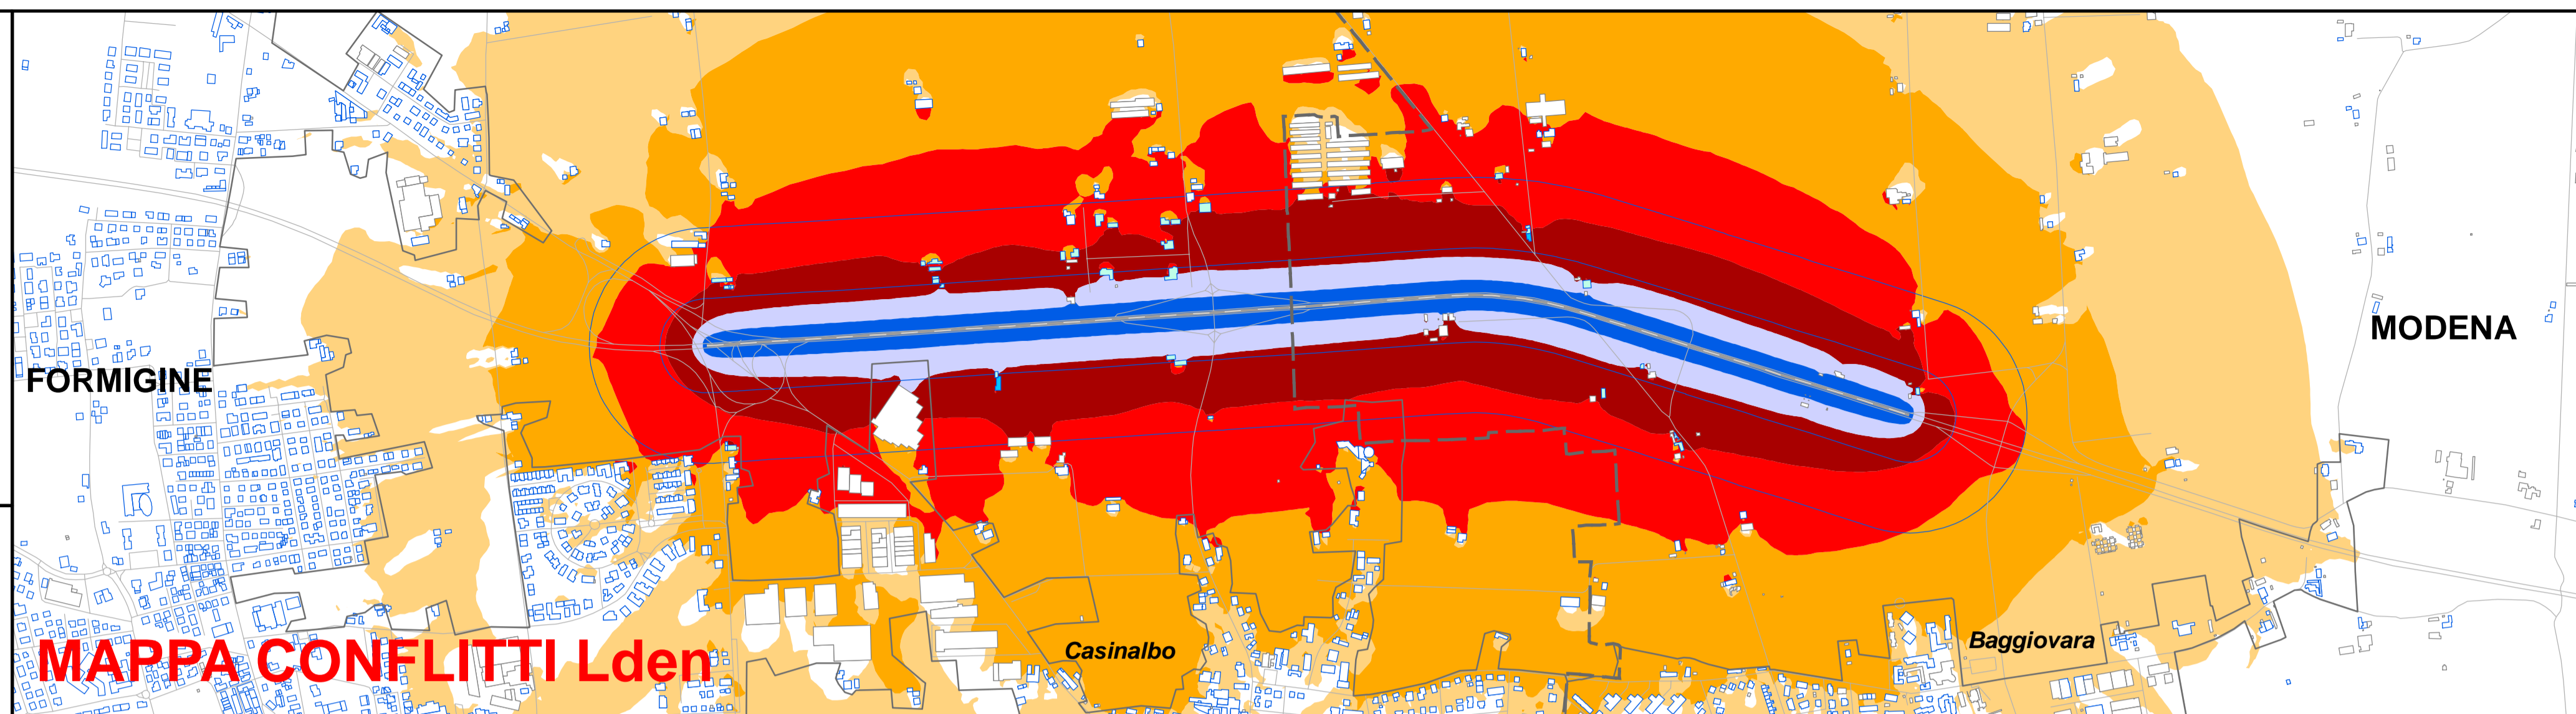 MODENA
FORMIGINE
Casinalbo
Baggiovara
MAPPA CONFLITTI Lden